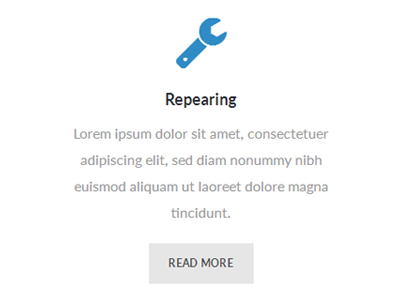 Repearing
Lorem ipsum dolor sit amet, consectetuer
adipiscing elit, sed diam nonummy nibh
euismod aliquam ut laoreet dolore magna
tincidunt.
READ MORE